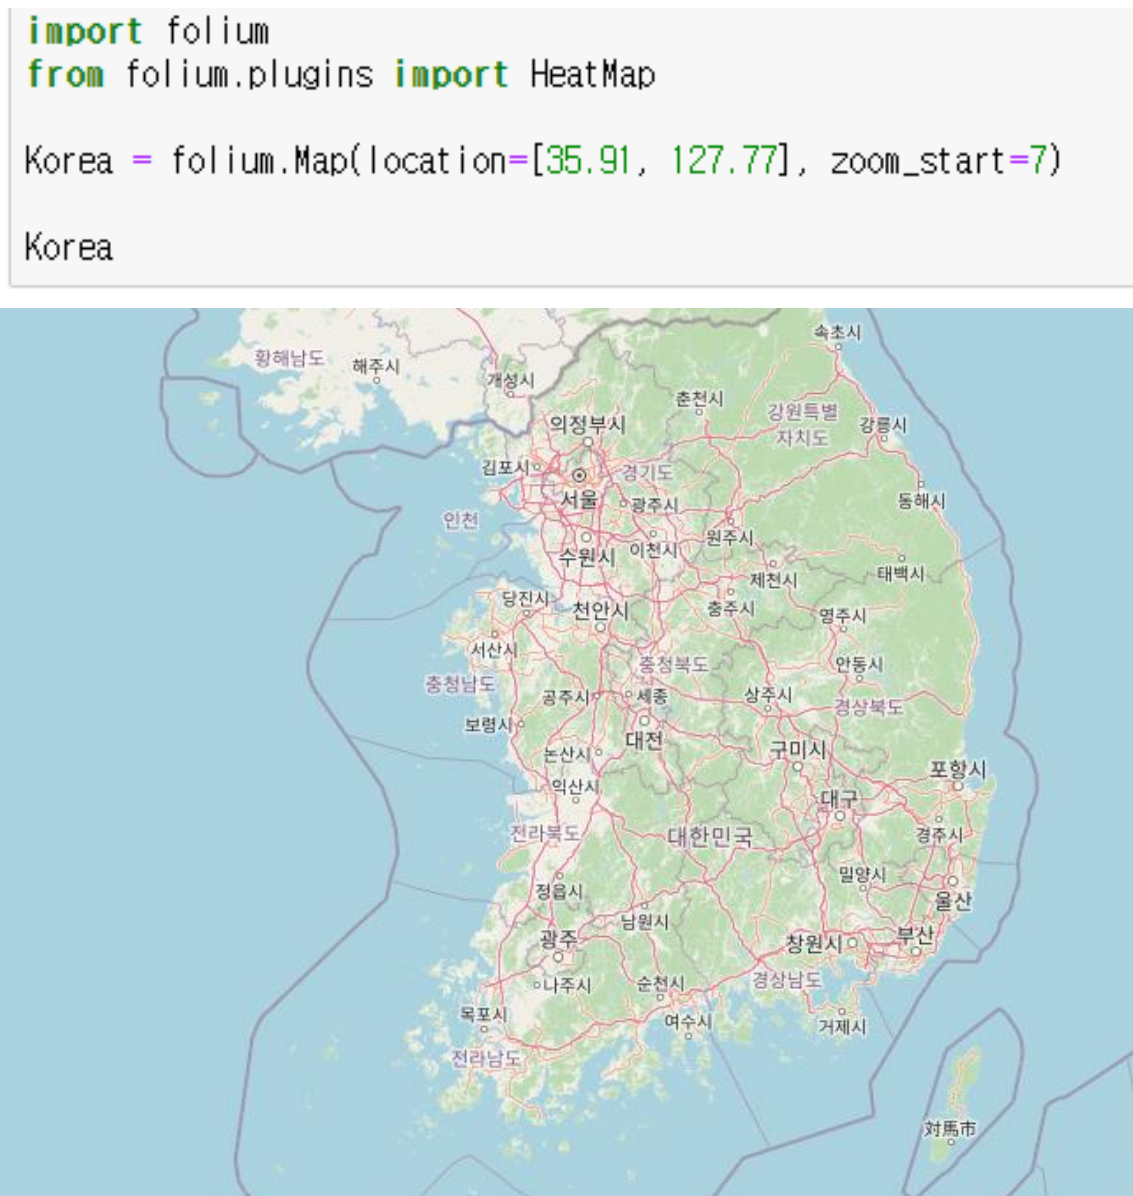 import folium
from folium.plugins import HeatMap
Korea = folium.Map(location=[35.91, 127.77], zoom_start=7)
Korea
속초시
황해남도
해주시
개성시
춘천시
강원특별
자치도
의정부시
강릉시
김포시
경기도
서울
광주시
동해시
인천
원주시
수원시
이천시
제천시
태백시
당진시
천안시
충주시
영주시
서산시
충청북도
안동시
충청남도
공주시
세종
상주시
경상북도
보령시
대전
논산시
구미시
포항시
익산시
대구
전라북도
대한민국
경주시
밀양시
정읍시
울산
남원시
광주
창원시
부산
나주시
순천시
경상남도
목포시
여수시
거제시
전라남도
対馬市